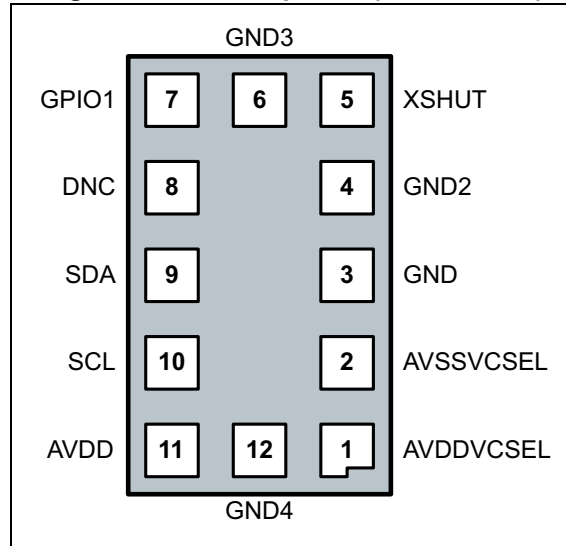 GND3
GPIO1 7 6 5 XSHUT
DNC 8 4 GND2
SDA 9 3 GND
SCL 10 2 AVSSVCSEL
AVDD 11 12 1 AVDDVCSEL
GND4